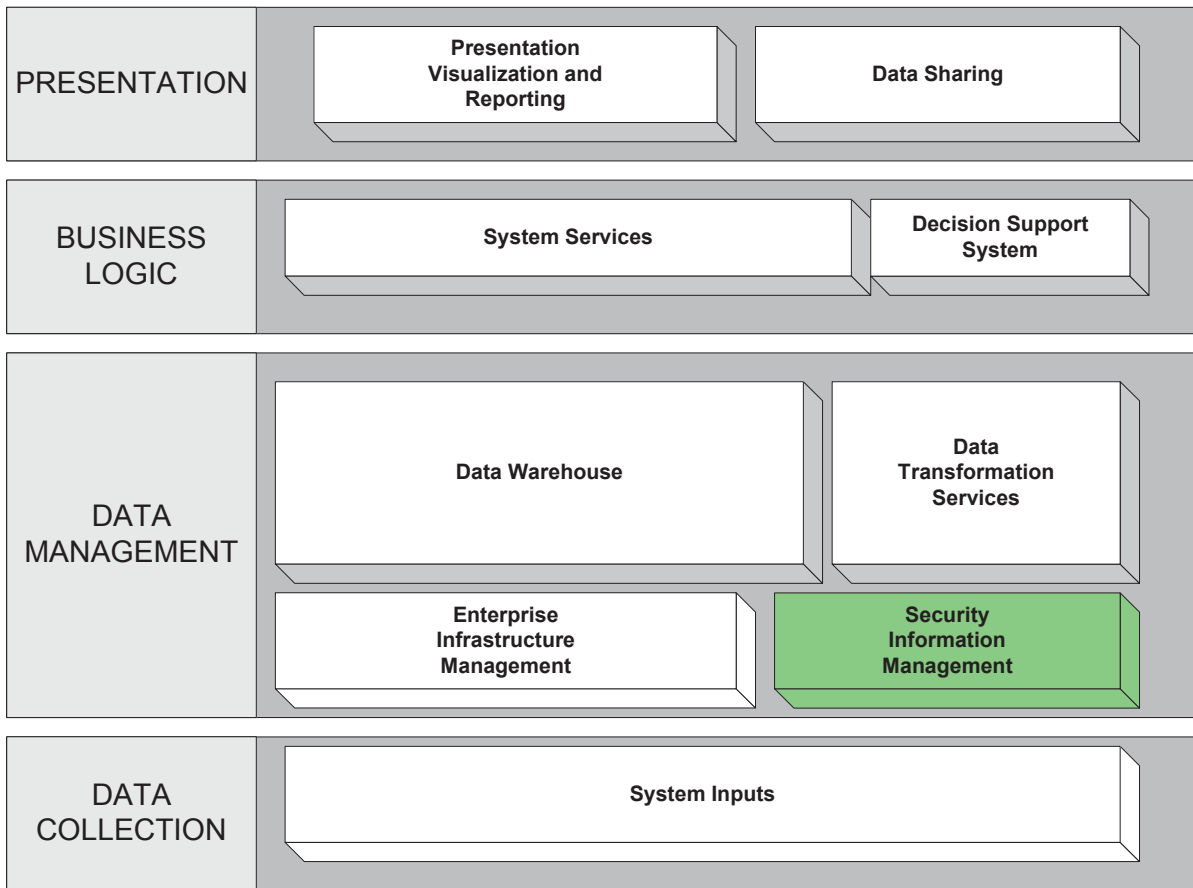 PRESENTATION
Presentation
Visualization and
Reporting
Data Sharing
BUSINESS
LOGIC
System Services
Decision Support
System
DATA
MANAGEMENT
Data Warehouse
Data
Transformation
Services
Enterprise
Infrastructure
Management
Security
Information
Management
DATA
COLLECTION
System Inputs